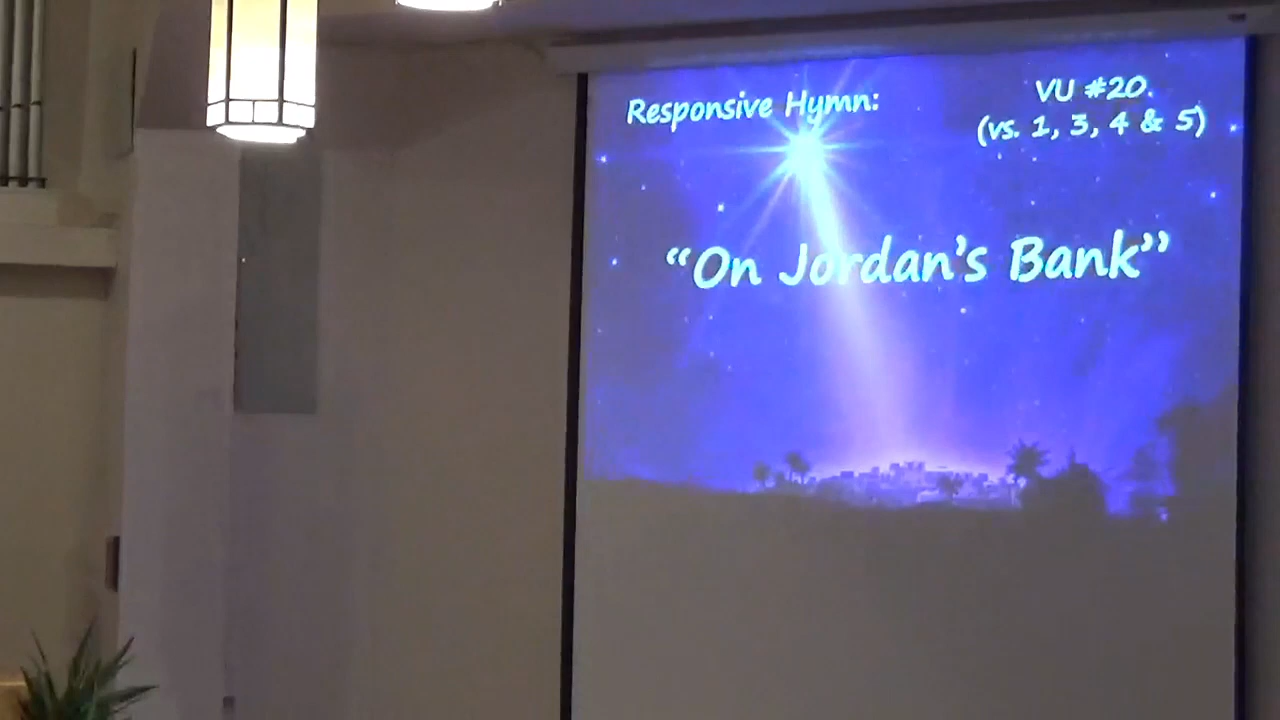 Responsive Hymn:
VU #20.
(vs. 1, 3, 4 & 5)
“On Jordan’s Bank”